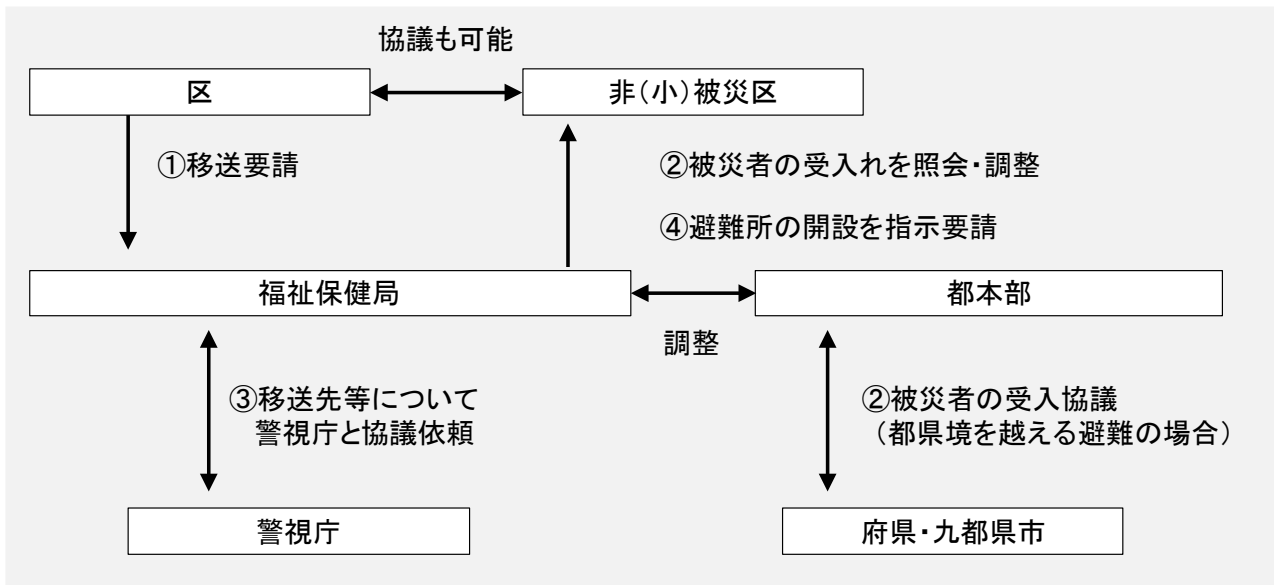 協議も可能
区
非(小)被災区
①移送要請
②被災者の受入れを照会・調整
④避難所の開設を指示要請
福祉保健局
都本部
調整
③移送先等について
警視庁と協議依頼
②被災者の受入協議
(都県境を越える避難の場合)
警視庁
府県・九都県市